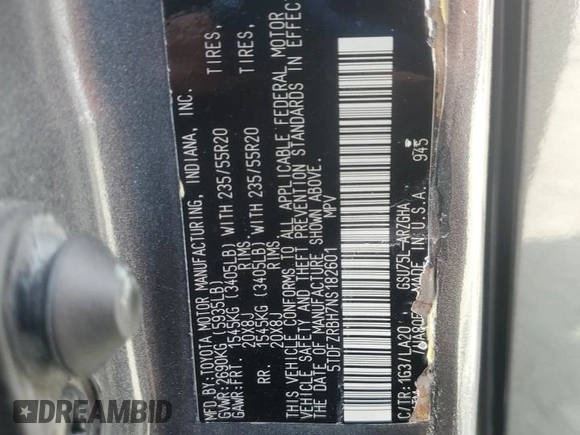 MFD.BY:TOYOTA MOTOR MANUFACTURING, INDIANA, INC.
GVWR:2690KG (5935LB)
GAWR:FRT. 1545KG (3405LB) WITH 235/55R20 TIRES,
20X8J RIMS,
RR. 1545KG (3405LB) WITH 235/55R20 TIRES,
20X8J RIMS.
THIS VEHICLE CONFORMS TO ALL APPLICABLE FEDERAL MOTOR
VEHICLE SAFETY AND THEFT PREVENTION STANDARDS IN EFFECT
ON THE DATE OF MANUFACTURE SHOWN ABOVE.
5TDFZRBH7NS182601 MPV
C/TR:1G3/LA20 GSU75L-ARZGHA
MADE IN U.S.A. 945
DREAMBID